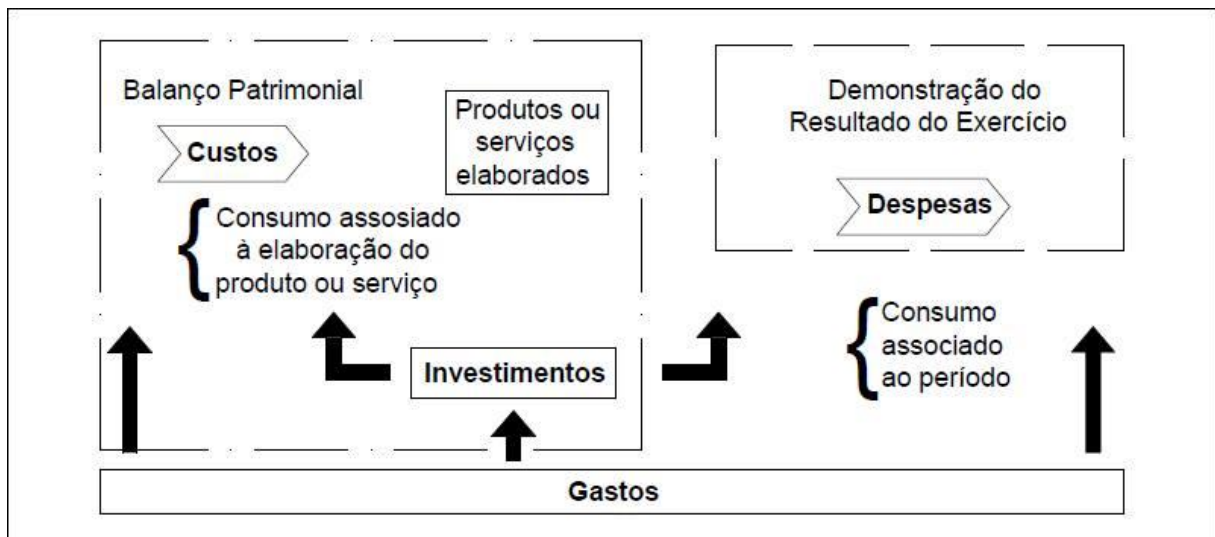 Balanço Patrimonial
Custos
Consumo assosiado
à elaboração do
produto ou serviço
Produtos ou
serviços
elaborados
Investimentos
Demonstração do
Resultado do Exercício
Despesas
Consumo
associado
ao período
Gastos